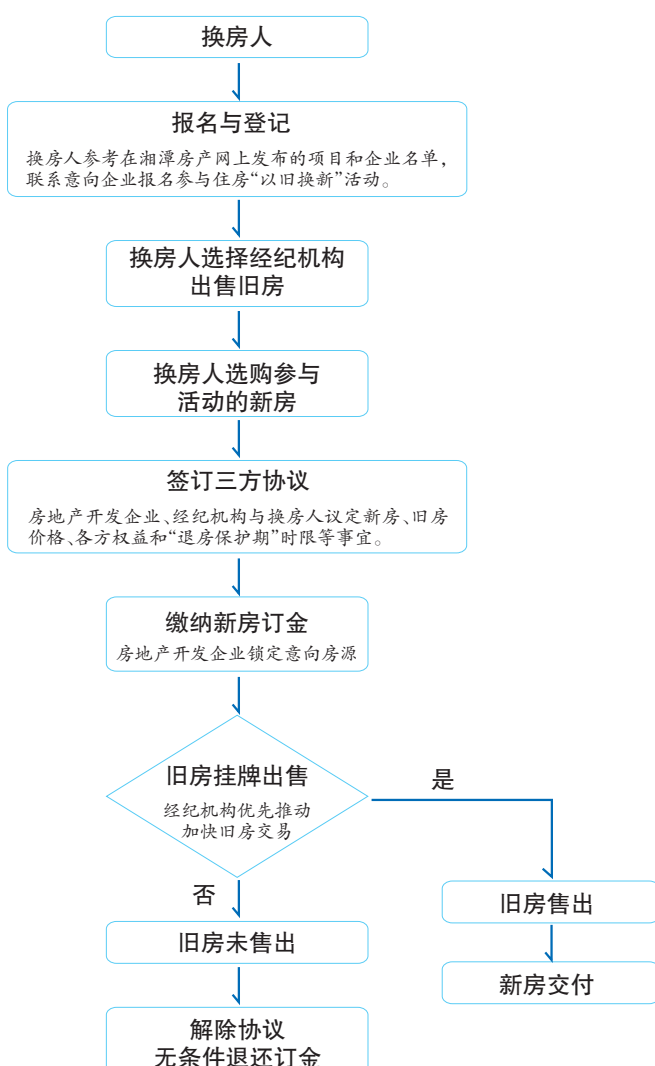 换房人
报名与登记
换房人参考在湘潭房产网上发布的项目和企业名单，
联系意向企业报名参与住房“以旧换新”活动。
换房人选择经纪机构
出售旧房
换房人选购参与
活动的新房
签订三方协议
房地产开发企业、经纪机构与换房人议定新房、旧房
价格、各方权益和“退房保护期”时限等事宜。
缴纳新房订金
房地产开发企业锁定意向房源
旧房挂牌出售
经纪机构优先推动
加快旧房交易
是
否
旧房售出
旧房未售出
新房交付
解除协议
无条件退还订金